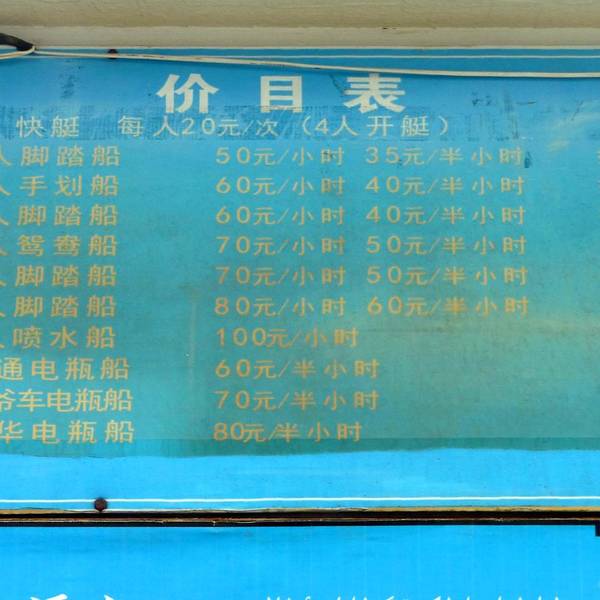 价目表
快艇 每人20元/次（4人开艇）
人脚踏船 50元/小时 35元/半小时
人手划船 60元/小时 40元/半小时
人脚踏船 60元/小时 40元/半小时
人鸳鸯船 70元/小时 50元/半小时
人脚踏船 70元/小时 50元/半小时
人脚踏船 80元/小时 60元/半小时
人喷水船 100元/小时
通电瓶船 60元/半小时
爷车电瓶船 70元/半小时
华电瓶船 80元/半小时